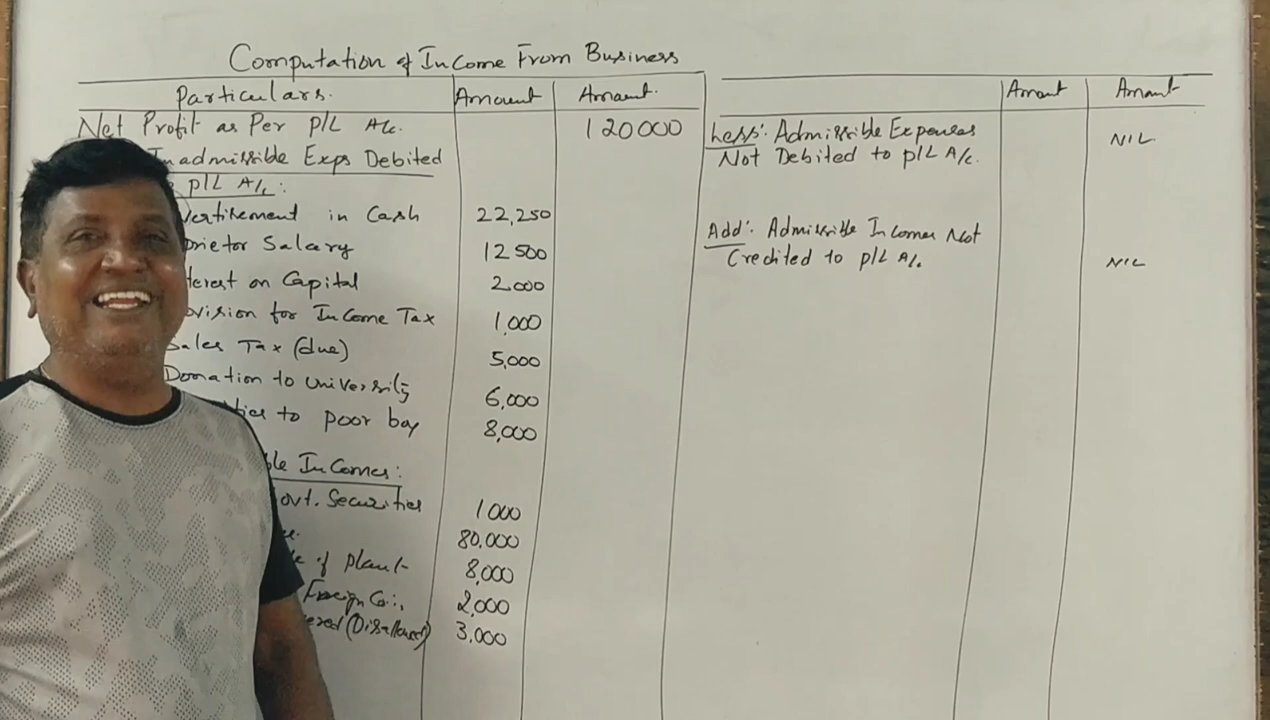 Computation of Income From Business
Particulars. Amount Amount.
Net Profit as Per P/L A/c. 120000
Inadmissible Exps Debited
P/L A/c:
vertisement in Cash 22,250
prietor Salary 12500
terest on Capital 2,000
ovision for Income Tax 1,000
Sales Tax (due) 5,000
Donation to University 6,000
to poor boy 8,000
ble Incomes:
ovt. Securities 1000
80,000
of Plant 8,000
Foreign Co., 2,000
ered (Disallowed) 3,000
Amount Amount
Less: Admissible Expenses
Not Debited to P/L A/c. NIL
Add: Admissible Incomes Not
Credited to P/L A/c NIL